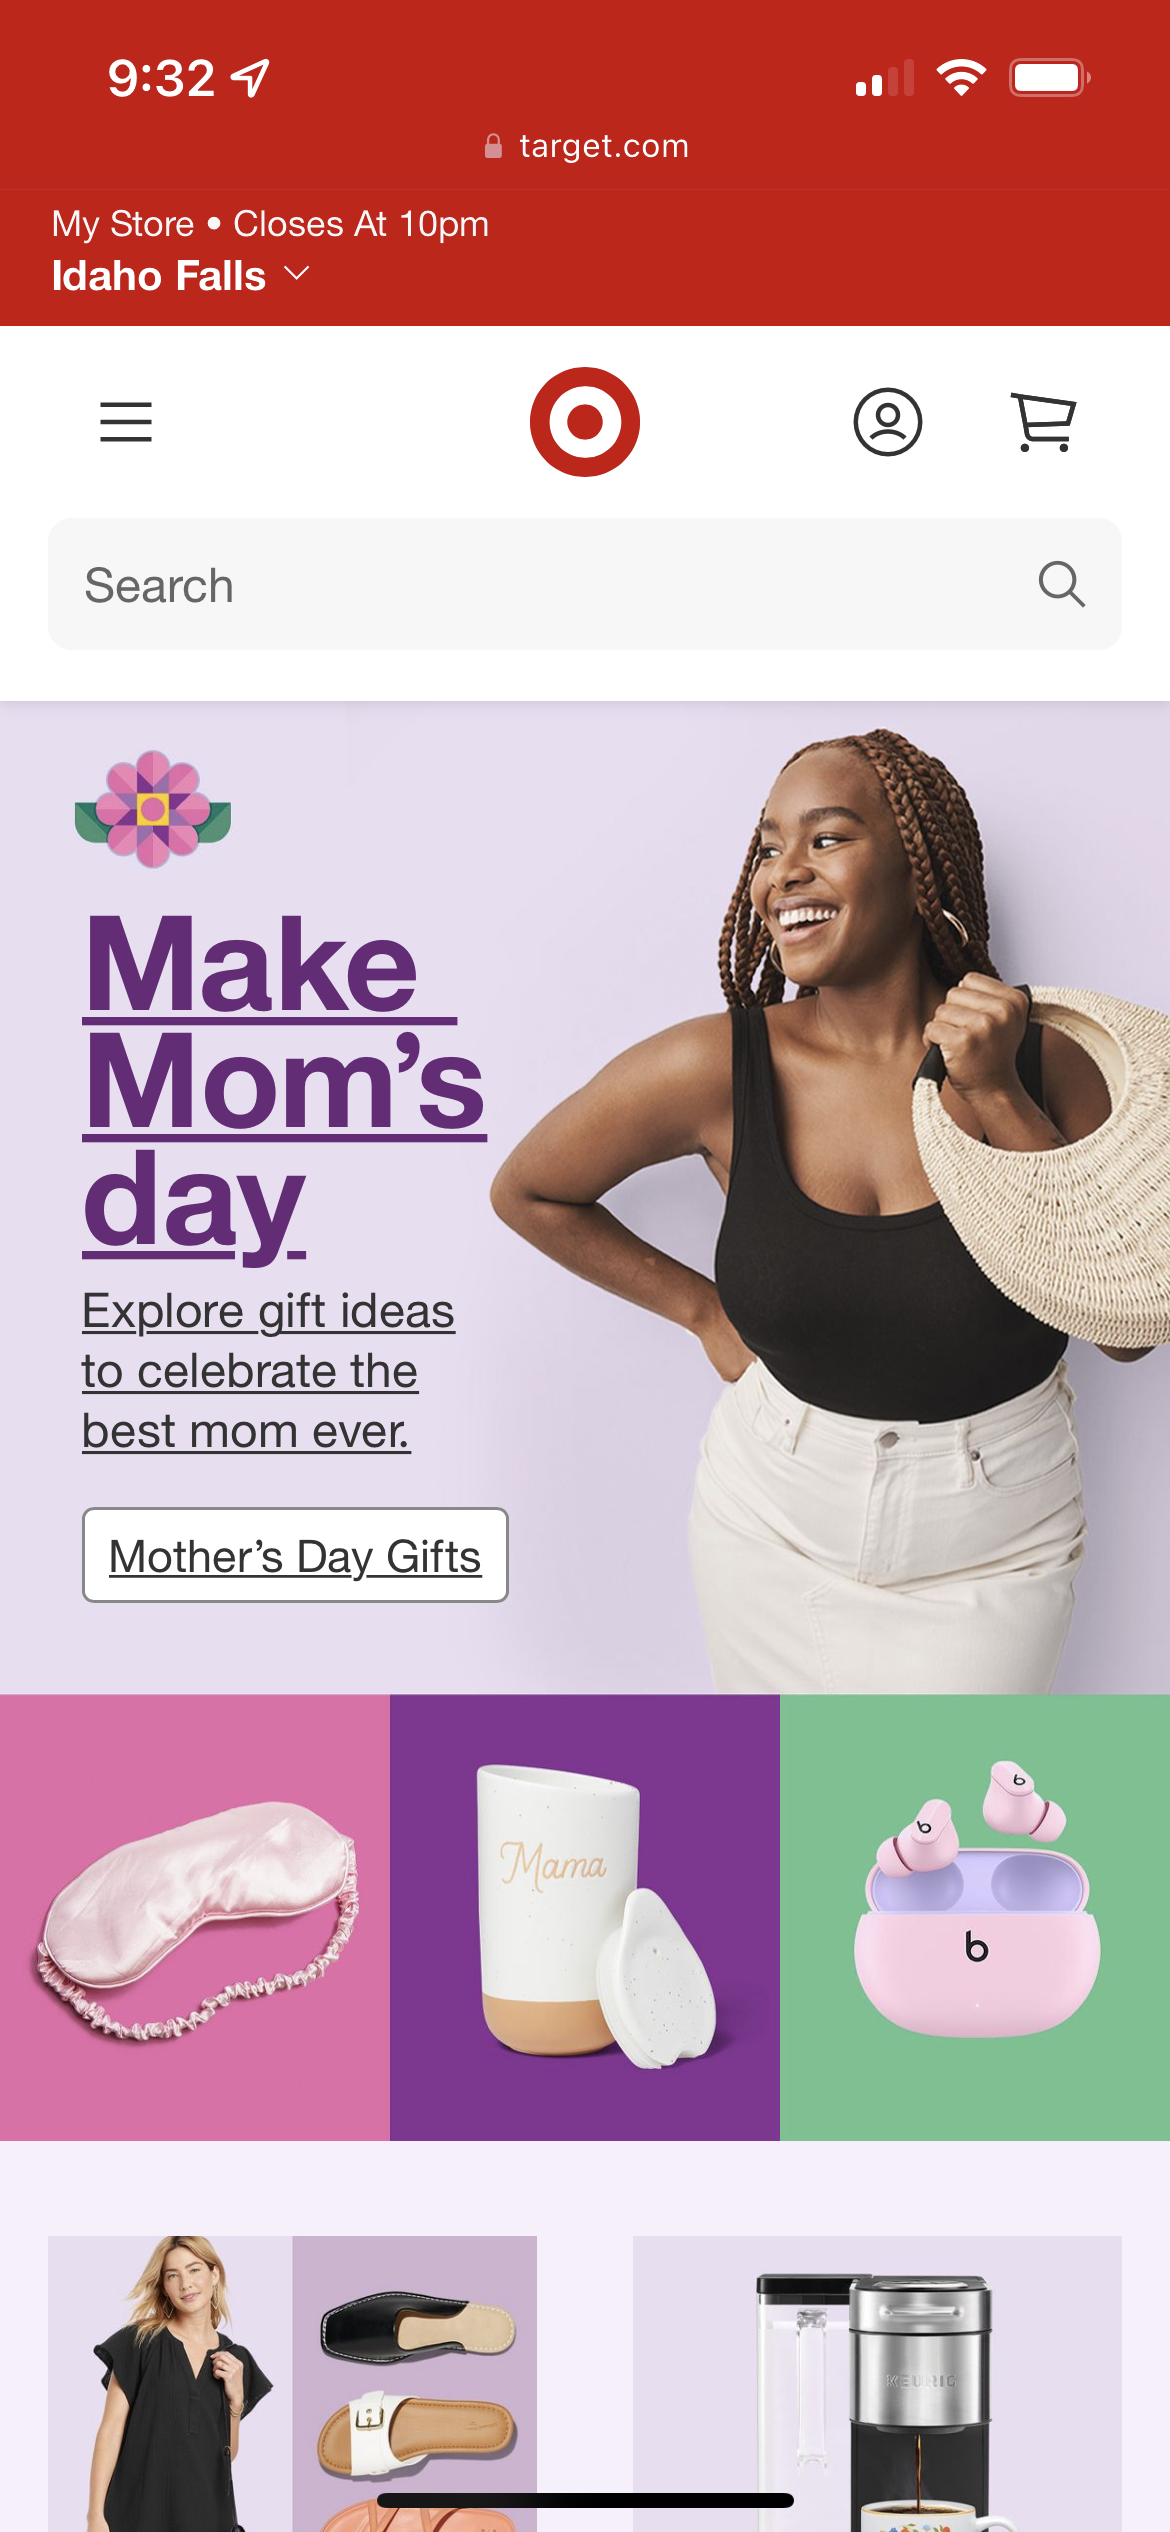 9:32
target.com
My Store • Closes At 10pm
Idaho Falls
Search
Make
Mom’s
day
Explore gift ideas
to celebrate the
best mom ever.
Mother’s Day Gifts
Mama
b
b
b
KEURIG